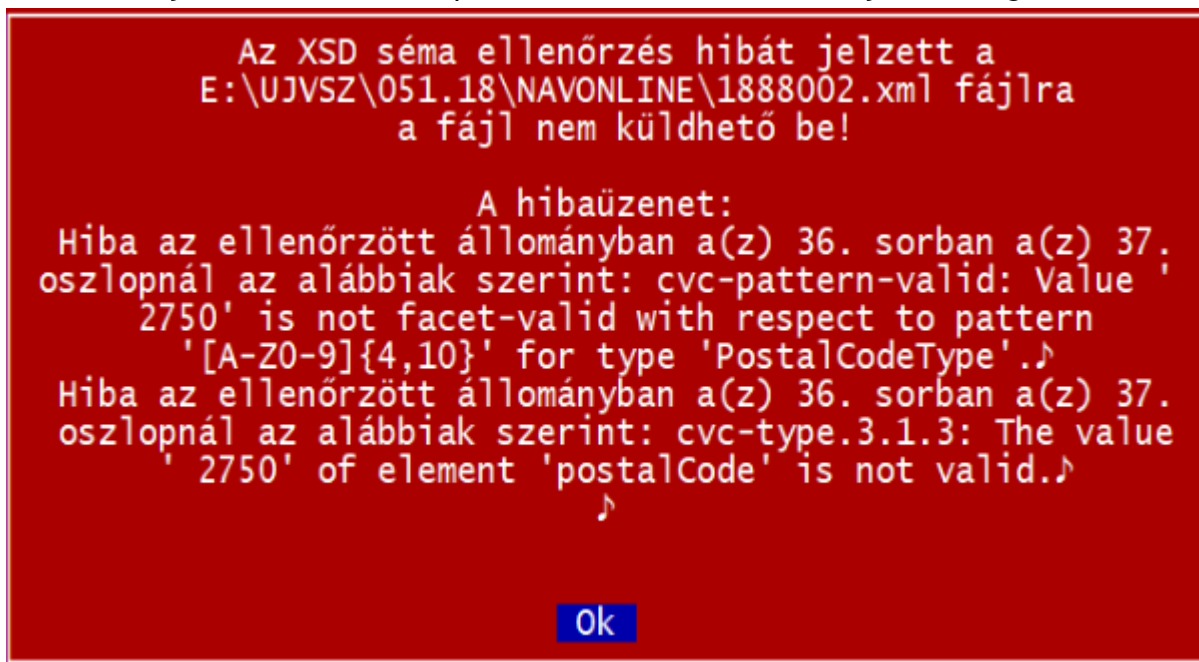 Az XSD séma ellenőrzés hibát jelzett a
E:\UJVSZ\051.18\NAVONLINE\1888002.xml fájlra
a fájl nem küldhető be!
A hibaüzenet:
Hiba az ellenőrzött állományban a(z) 36. sorban a(z) 37.
oszlopnál az alábbiak szerint: cvc-pattern-valid: Value '
2750' is not facet-valid with respect to pattern
'[A-Z0-9]{4,10}' for type 'PostalCodeType'.♪
Hiba az ellenőrzött állományban a(z) 36. sorban a(z) 37.
oszlopnál az alábbiak szerint: cvc-type.3.1.3: The value
' 2750' of element 'postalCode' is not valid.♪
♪
Ok